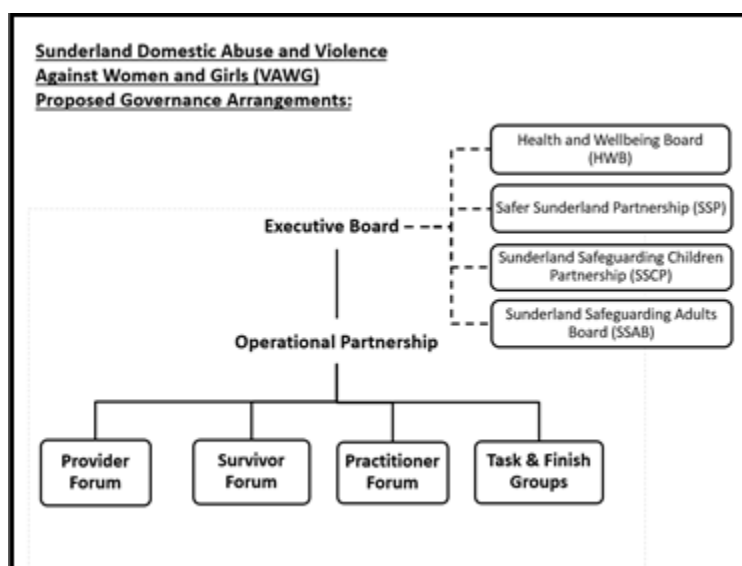 Sunderland Domestic Abuse and Violence
Against Women and Girls (VAWG)
Proposed Governance Arrangements:
Health and Wellbeing Board
(HWB)
Safer Sunderland Partnership (SSP)
Executive Board
Sunderland Safeguarding Children
Partnership (SSCP)
Sunderland Safeguarding Adults
Board (SSAB)
Operational Partnership
Provider
Forum
Survivor
Forum
Practitioner
Forum
Task & Finish
Groups